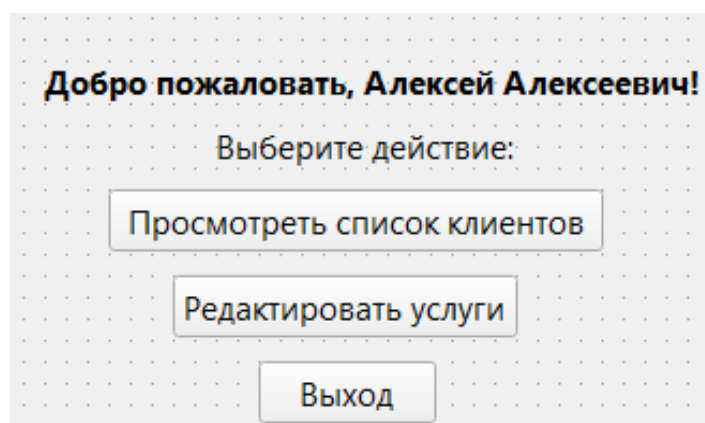 Добро пожаловать, Алексей Алексеевич!
Выберите действие:
Просмотреть список клиентов
Редактировать услуги
Выход